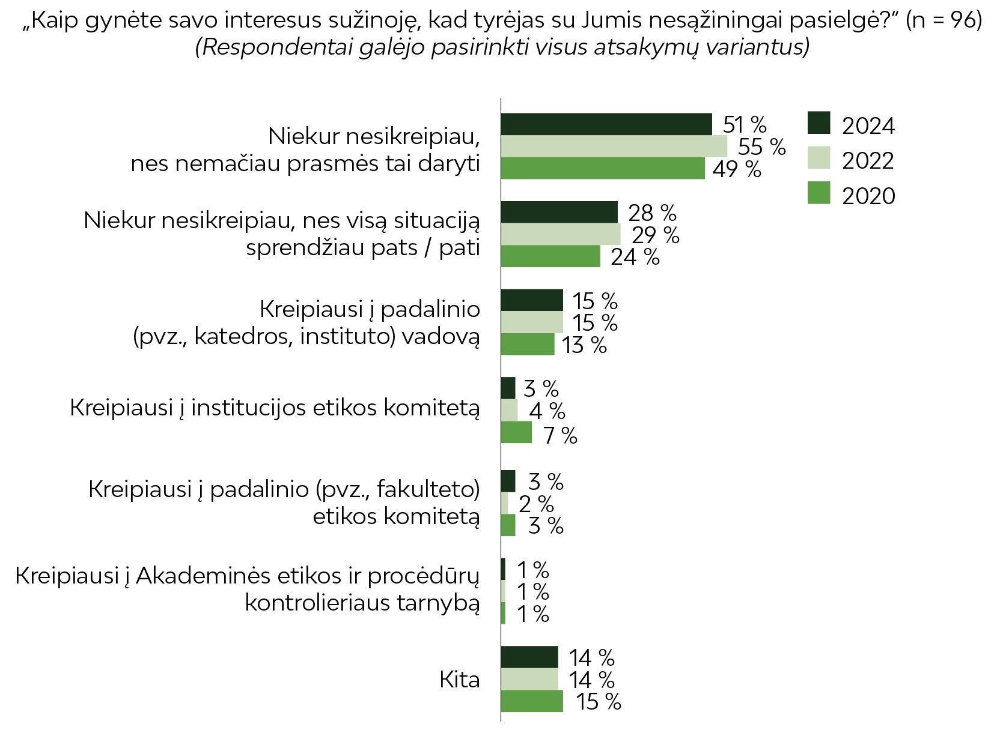 „Kaip gynėte savo interesus sužinoję, kad tyrėjas su Jumis nesąžiningai pasielgė?“ (n = 96)
(Respondentai galėjo pasirinkti visus atsakymų variantus)
2024
2022
2020
Niekur nesikreipiau,
nes nemačiau prasmės tai daryti
51 %
55 %
49 %
Niekur nesikreipiau, nes visą situaciją
sprendžiau pats / pati
28 %
29 %
24 %
Kreipiausi į padalinio
(pvz., katedros, instituto) vadovą
15 %
15 %
13 %
Kreipiausi į institucijos etikos komitetą
3 %
4 %
7 %
Kreipiausi į padalinio (pvz., fakulteto)
etikos komitetą
3 %
2 %
3 %
Kreipiausi į Akademinės etikos ir procėdūrų
kontrolieriaus tarnybą
1 %
1 %
1 %
Kita
14 %
14 %
15 %